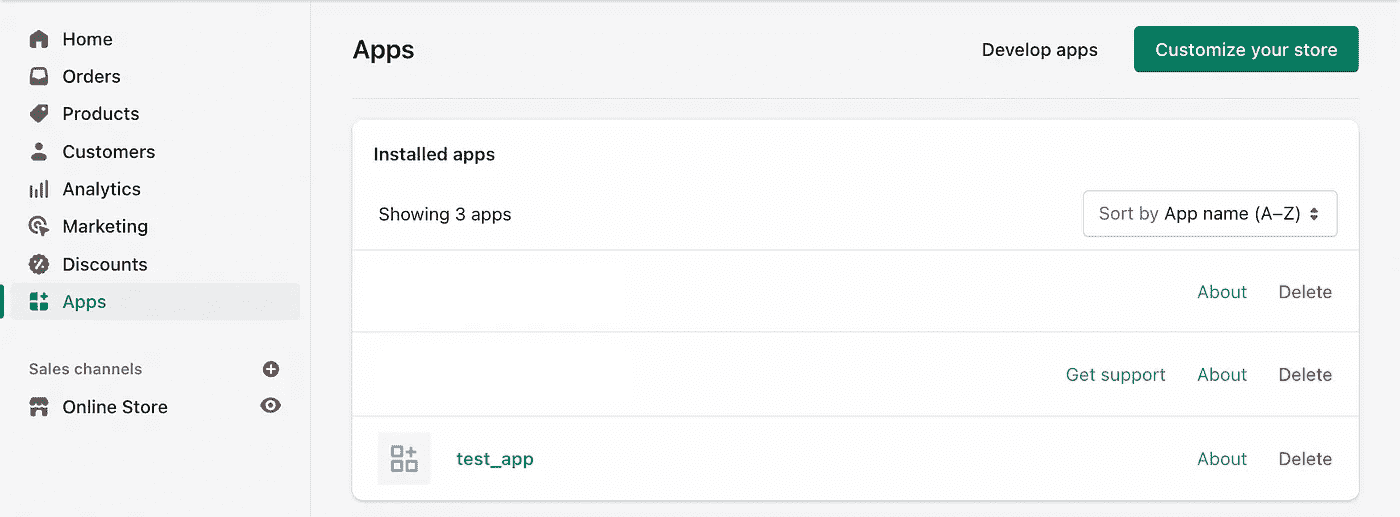 Home
Orders
Products
Customers
Analytics
Marketing
Discounts
Apps
Sales channels
Online Store
Apps
Develop apps
Customize your store
Installed apps
Showing 3 apps
Sort by App name (A–Z)
About Delete
Get support About Delete
test_app About Delete